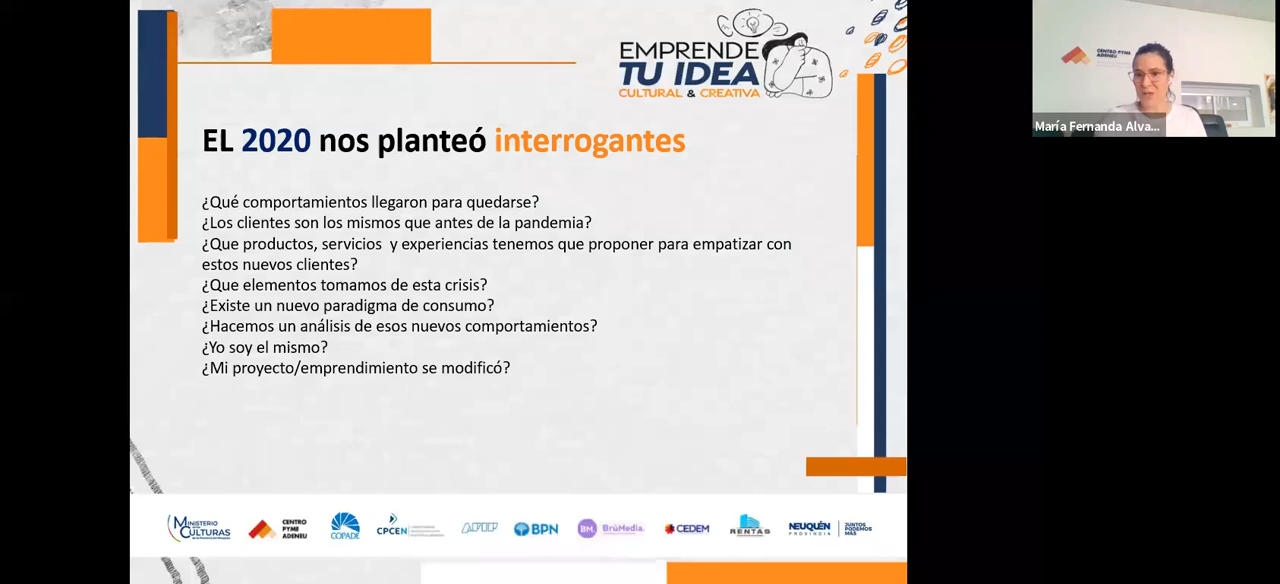 EMPRENDE
TU IDEA
CULTURAL & CREATIVA
CENTRO PYME
ADENEU
María Fernanda Alva...
EL 2020 nos planteó interrogantes
¿Qué comportamientos llegaron para quedarse?
¿Los clientes son los mismos que antes de la pandemia?
¿Que productos, servicios  y experiencias tenemos que proponer para empatizar con
estos nuevos clientes?
¿Que elementos tomamos de esta crisis?
¿Existe un nuevo paradigma de consumo?
¿Hacemos un análisis de esos nuevos comportamientos?
¿Yo soy el mismo?
¿Mi proyecto/emprendimiento se modificó?
MINISTERIO
CULTURAS
CENTRO
PYME
ADENEU
COPADE
CPCEN
AFIP
BPN
BM.
BrüMedia.
CEDEM
RENTAS
NEUQUÉN
PROVINCIA
JUNTOS
PODEMOS
MÁS